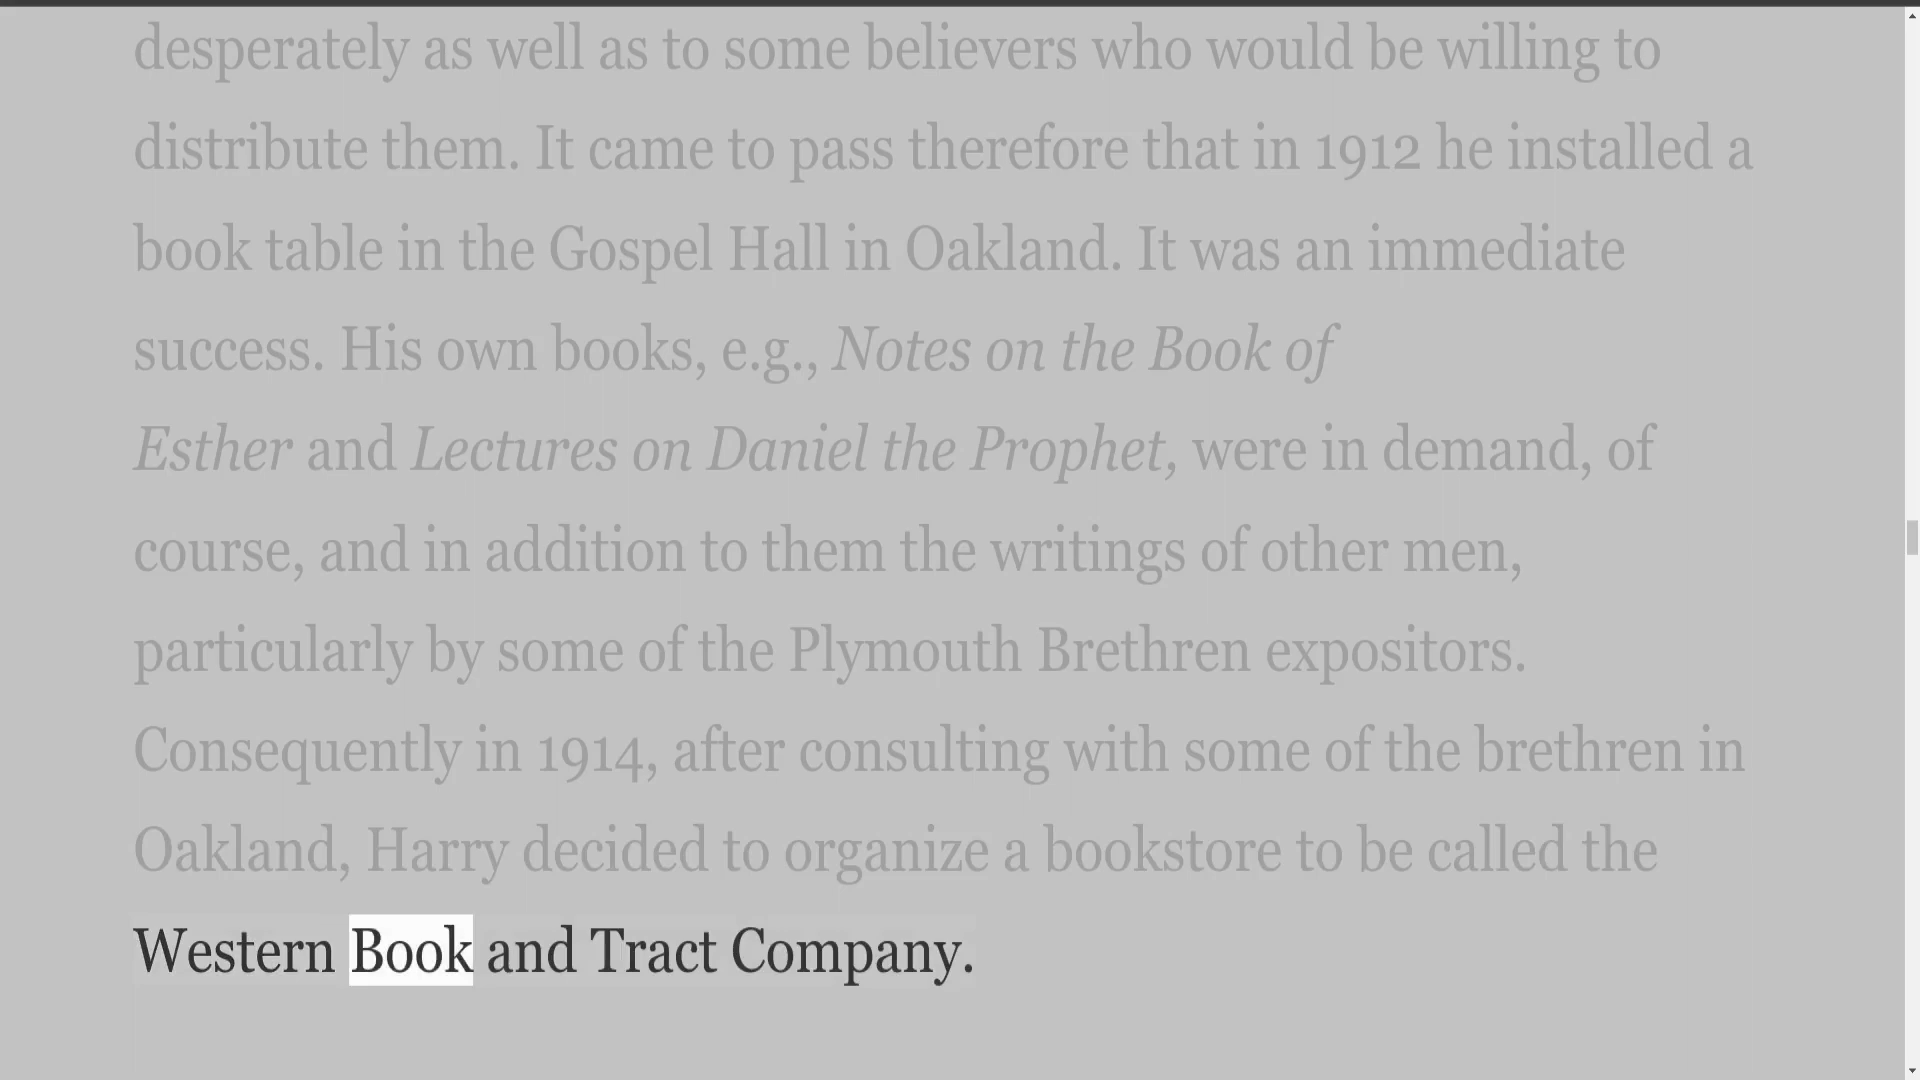 desperately as well as to some believers who would be willing to
distribute them. It came to pass therefore that in 1912 he installed a
book table in the Gospel Hall in Oakland. It was an immediate
success. His own books, e.g., Notes on the Book of
Esther and Lectures on Daniel the Prophet, were in demand, of
course, and in addition to them the writings of other men,
particularly by some of the Plymouth Brethren expositors.
Consequently in 1914, after consulting with some of the brethren in
Oakland, Harry decided to organize a bookstore to be called the
Western Book and Tract Company.